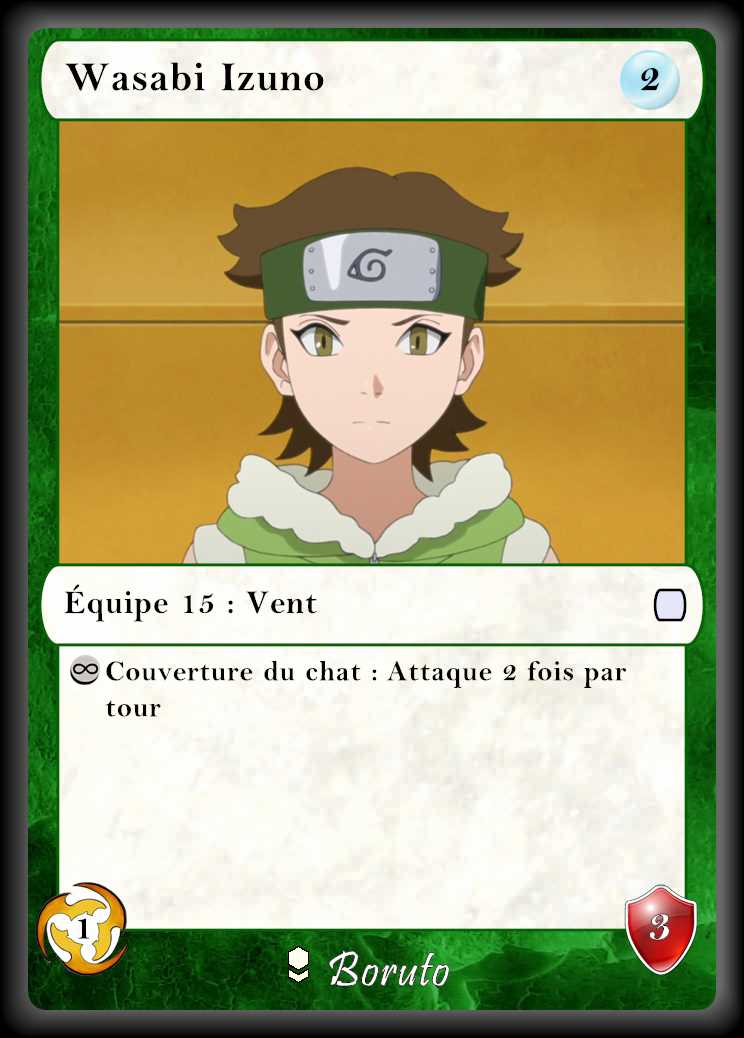 Wasabi Izuno
2
Équipe 15 : Vent
∞ Couverture du chat : Attaque 2 fois par
tour
1
3
Boruto